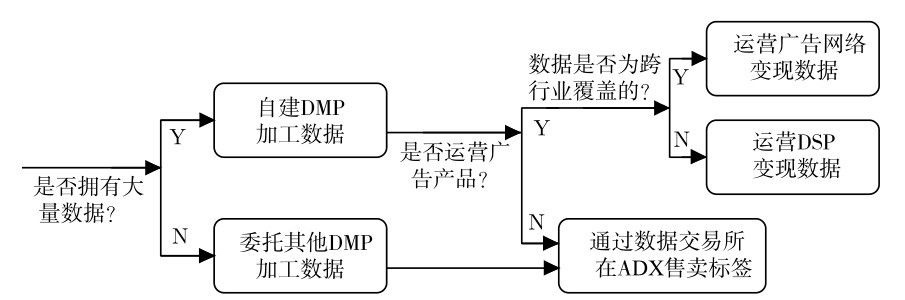 是否拥有大
量数据?
Y
N
自建DMP
加工数据
委托其他DMP
加工数据
是否运营广
告产品?
Y
N
数据是否为跨
行业覆盖的?
Y
N
运营广告网络
变现数据
运营DSP
变现数据
通过数据交易所
在ADX售卖标签